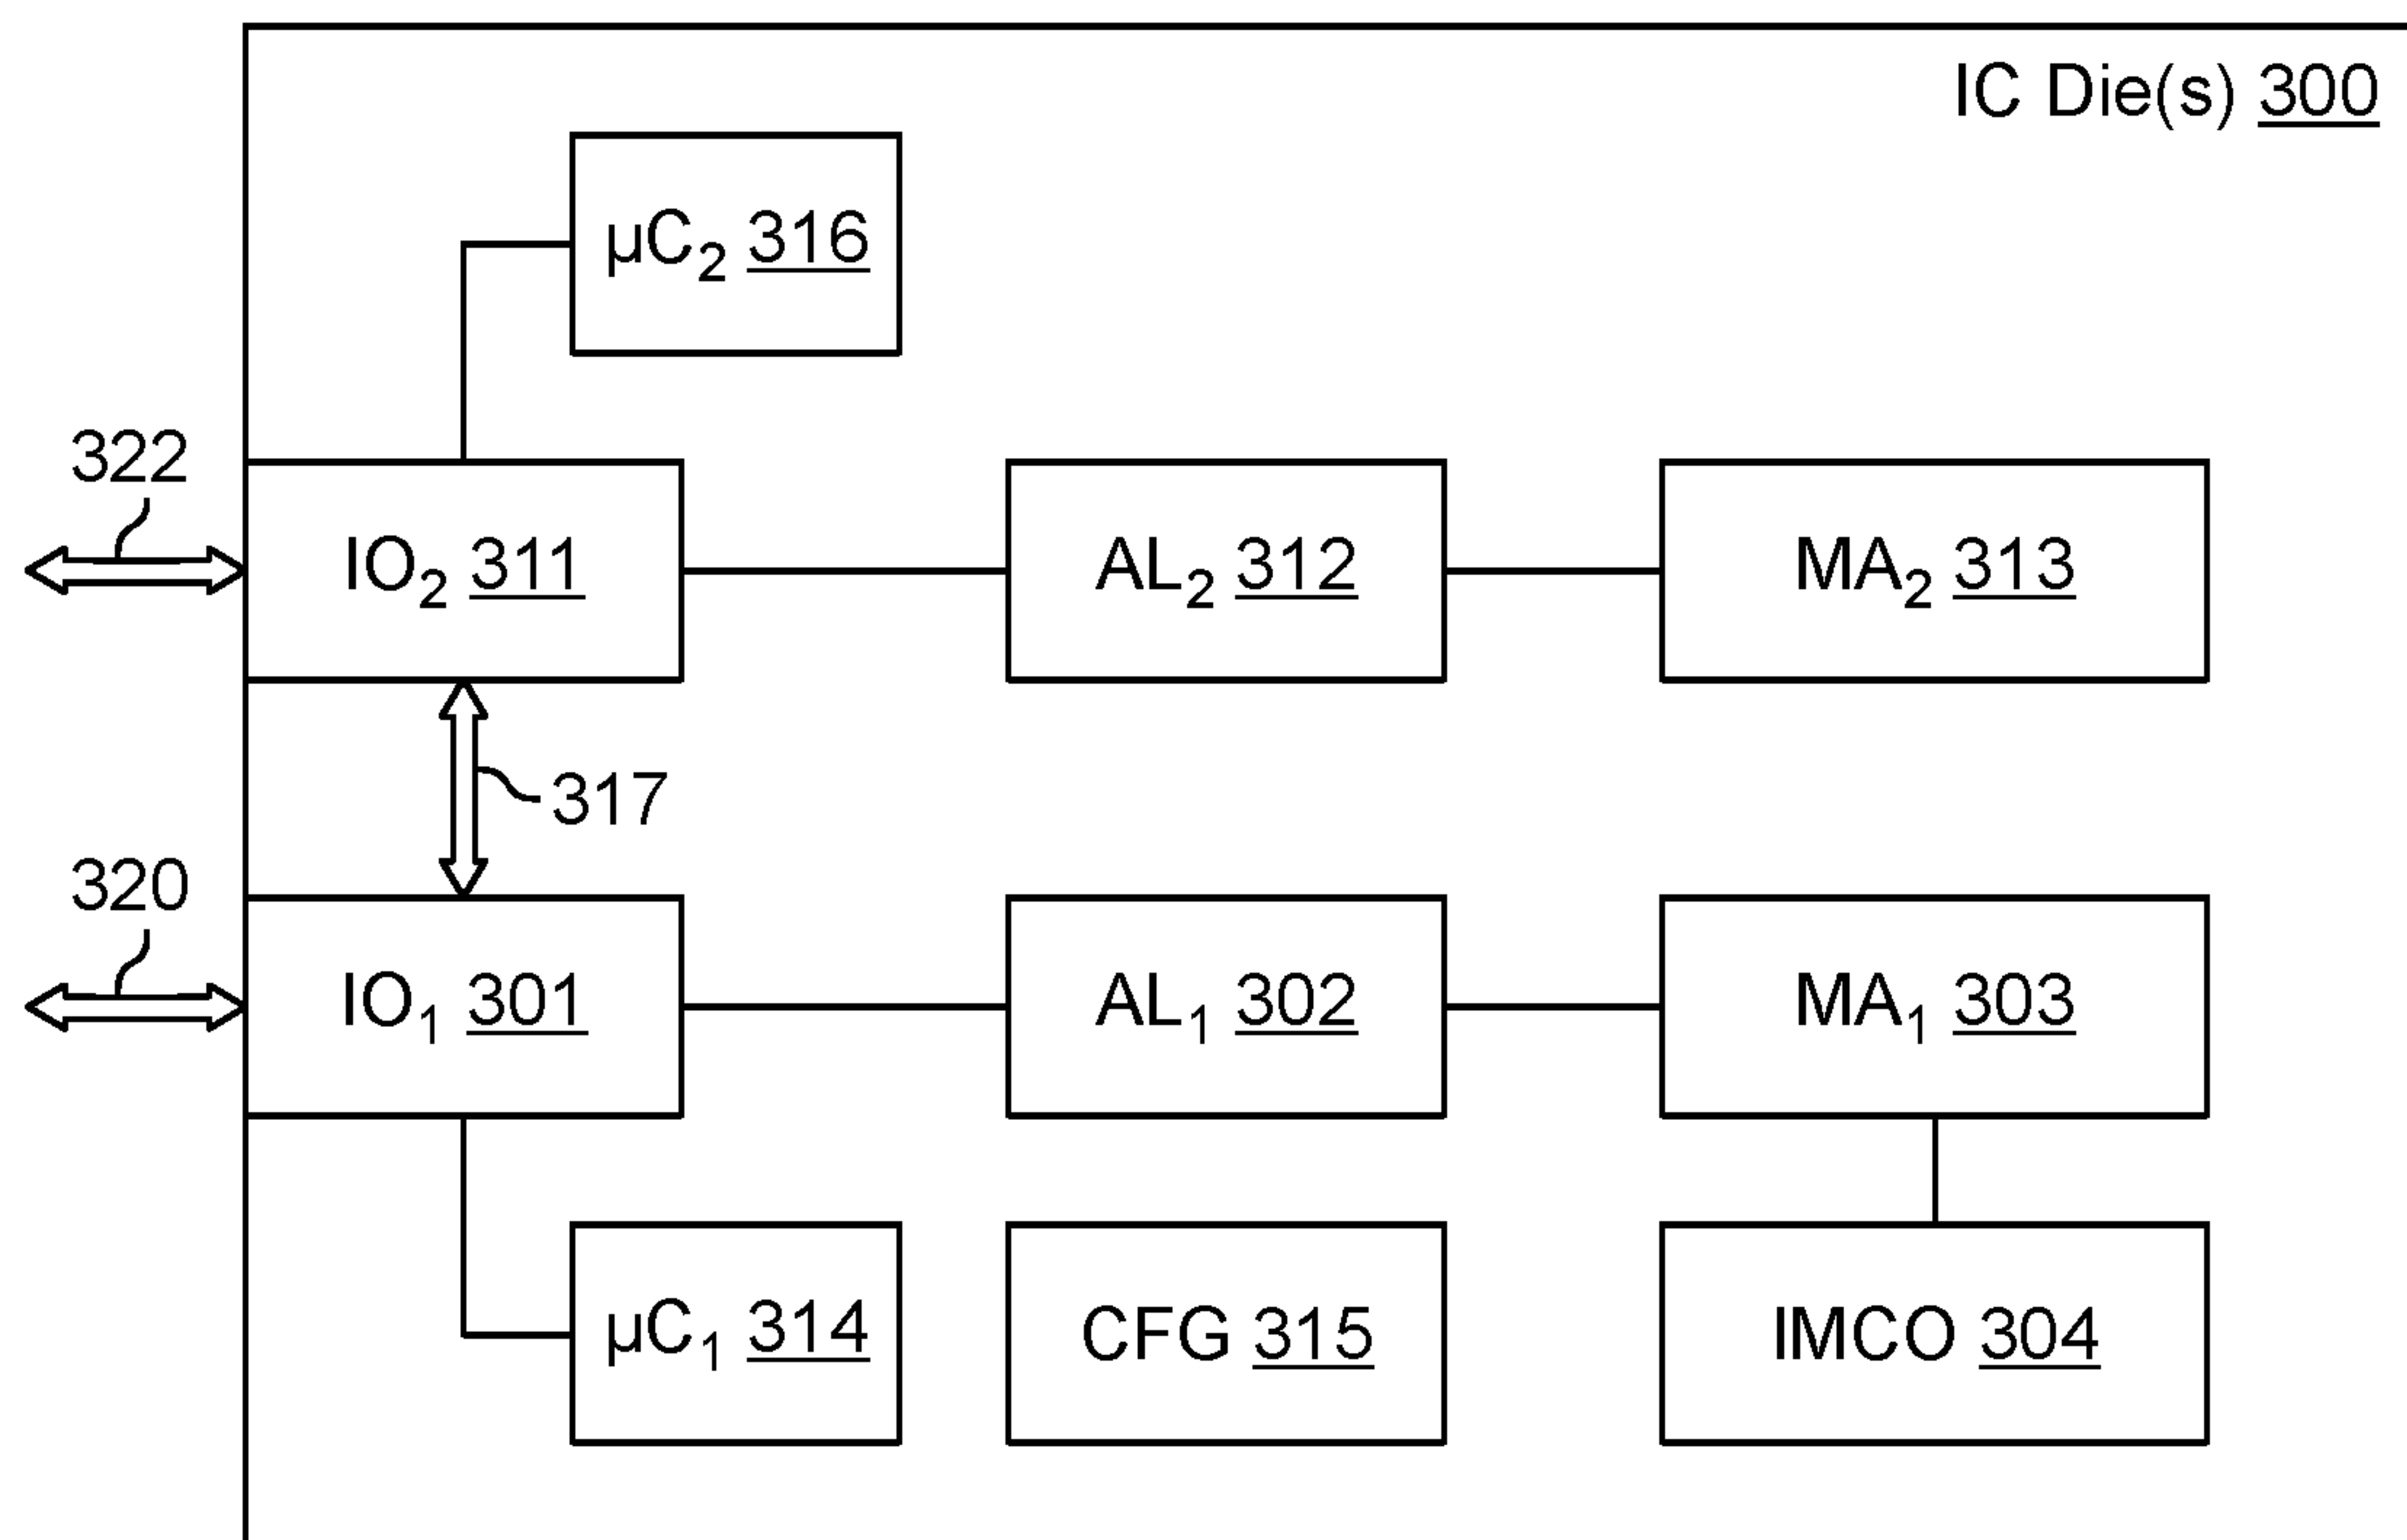 IC Die(s) 300
µC₂ 316
322
IO₂ 311
AL₂ 312
MA₂ 313
317
320
IO₁ 301
AL₁ 302
MA₁ 303
µC₁ 314
CFG 315
IMCO 304